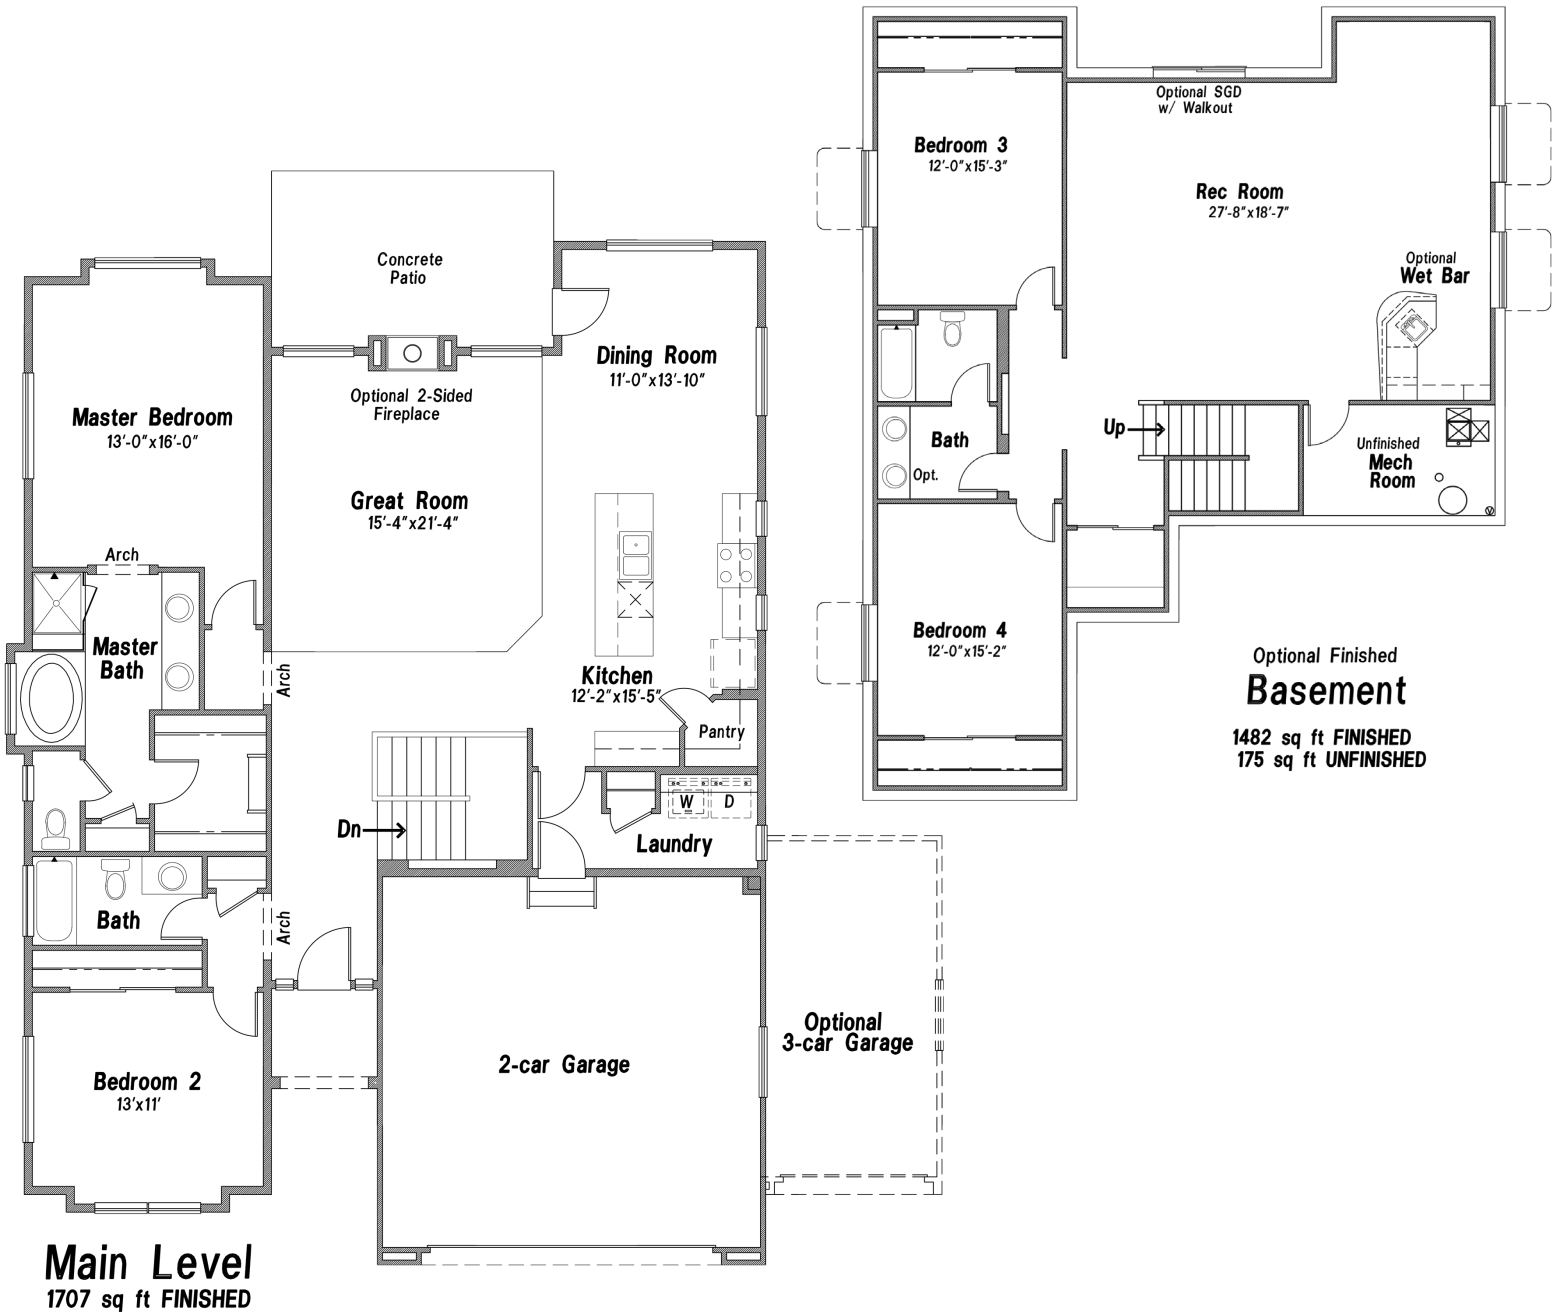 Concrete
Patio
Dining Room
11'-0"x13'-10"
Optional 2-Sided
Fireplace
Master Bedroom
13'-0"x16'-0"
Great Room
15'-4"x21'-4"
Arch
Master
Bath
Arch
Kitchen
12'-2"x15'-5"
Pantry
W D
Dn
Laundry
Bath
Arch
Bedroom 2
13'x11'
2-car Garage
Optional
3-car Garage
Main Level
1707 sq ft FINISHED
Optional SGD
w/ Walkout
Bedroom 3
12'-0"x15'-3"
Rec Room
27'-8"x18'-7"
Optional
Wet Bar
Up
Bath
Opt.
Unfinished
Mech
Room
V
Bedroom 4
12'-0"x15'-2"
Optional Finished
Basement
1482 sq ft FINISHED
175 sq ft UNFINISHED